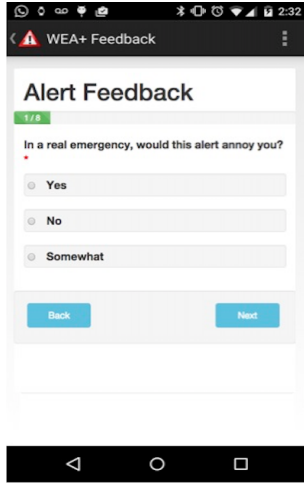 2:32
WEA+ Feedback
Alert Feedback
1/8
In a real emergency, would this alert annoy you?
*
Yes
No
Somewhat
Back
Next